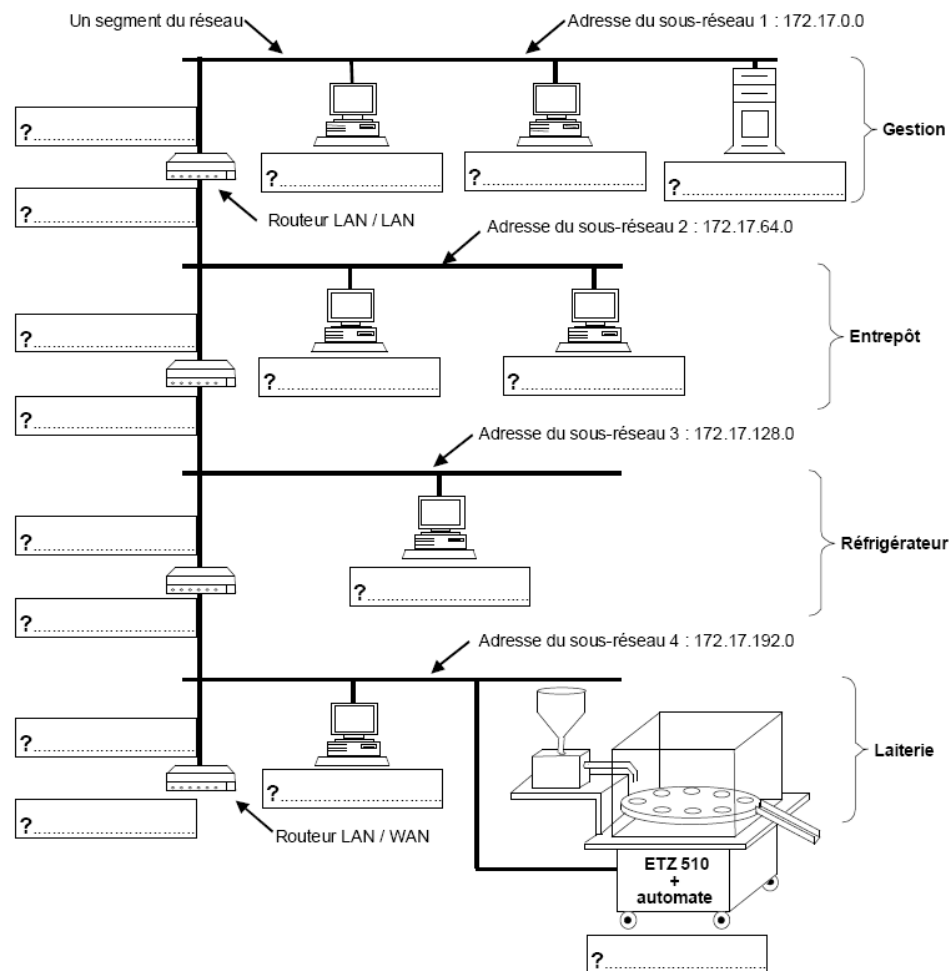 Un segment du réseau
Adresse du sous-réseau 1 : 172.17.0.0
?
Gestion
?
?
?
?
Routeur LAN / LAN
Adresse du sous-réseau 2 : 172.17.64.0
?
Entrepôt
?
?
?
Adresse du sous-réseau 3 : 172.17.128.0
?
Réfrigérateur
?
?
Adresse du sous-réseau 4 : 172.17.192.0
?
Laiterie
?
?
Routeur LAN / WAN
ETZ 510
+
automate
?